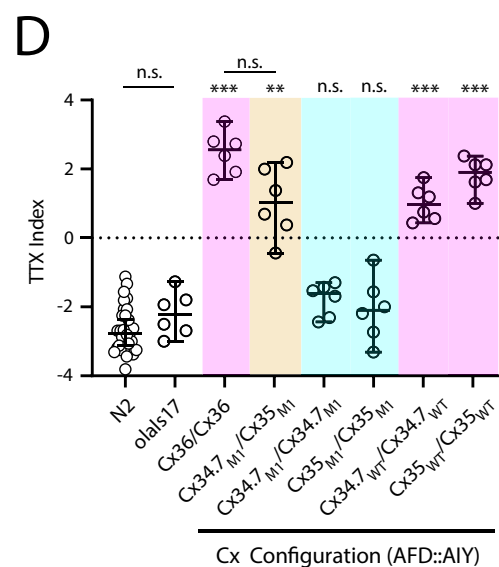 D
n.s.
n.s.
*** ** n.s. n.s. *** ***
TTX Index
4
2
0
-2
-4
N2
olaIs17
Cx36/Cx36
Cx34.7M1/Cx35M1
Cx34.7M1/Cx34.7M1
Cx35M1/Cx35M1
Cx34.7WT/Cx34.7WT
Cx35WT/Cx35WT
Cx Configuration (AFD::AIY)